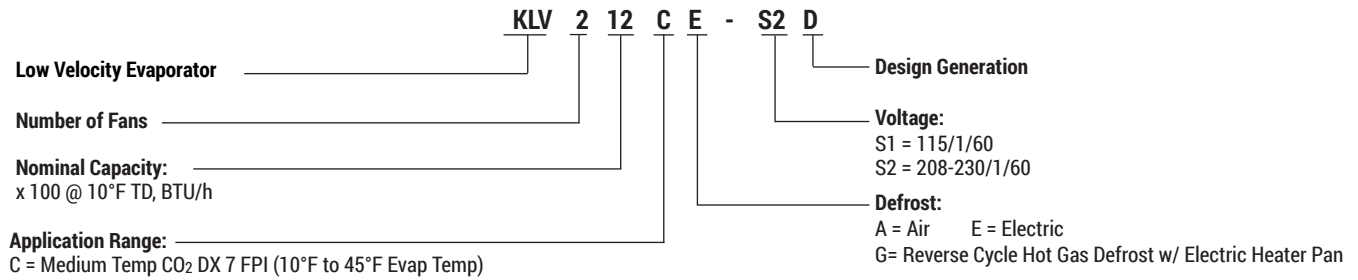 KLV 2 12 C E - S2 D
Low Velocity Evaporator
Number of Fans
Nominal Capacity:
x 100 @ 10°F TD, BTU/h
Application Range:
C = Medium Temp CO2 DX 7 FPI (10°F to 45°F Evap Temp)
Design Generation
Voltage:
S1 = 115/1/60
S2 = 208-230/1/60
Defrost:
A = Air E = Electric
G= Reverse Cycle Hot Gas Defrost w/ Electric Heater Pan